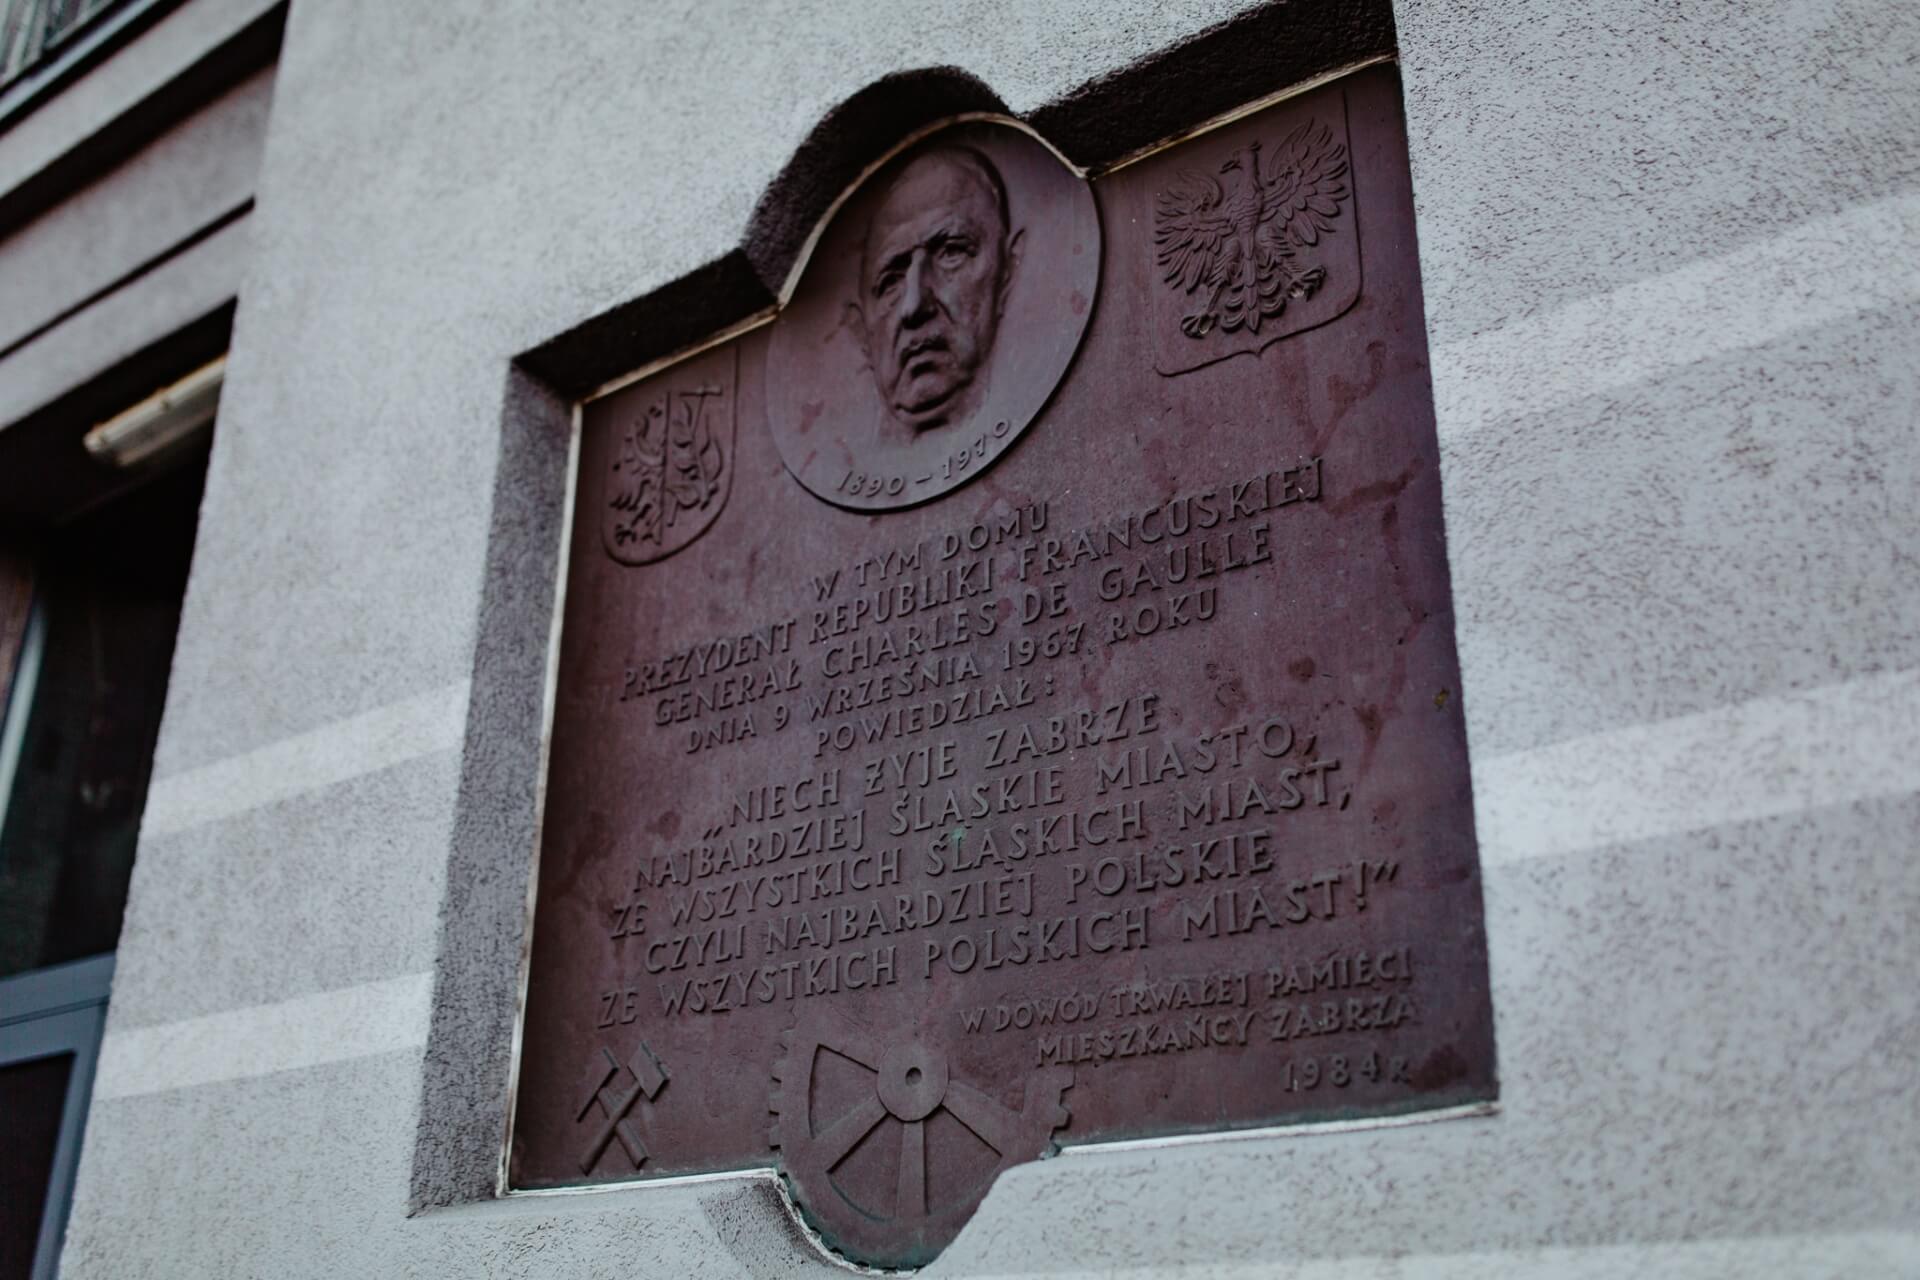 1890 – 1970
W TYM DOMU
PREZYDENT REPUBLIKI FRANCUSKIEJ
GENERAŁ CHARLES DE GAULLE
DNIA 9 WRZEŚNIA 1967 ROKU
POWIEDZIAŁ:
„NIECH ŻYJE ZABRZE
NAJBARDZIEJ ŚLĄSKIE MIASTO,
ZE WSZYSTKICH ŚLĄSKICH MIAST,
CZYLI NAJBARDZIEJ POLSKIE
ZE WSZYSTKICH POLSKICH MIAST!”
W DOWÓD TRWAŁEJ PAMIĘCI
MIESZKAŃCY ZABRZA
1984 R